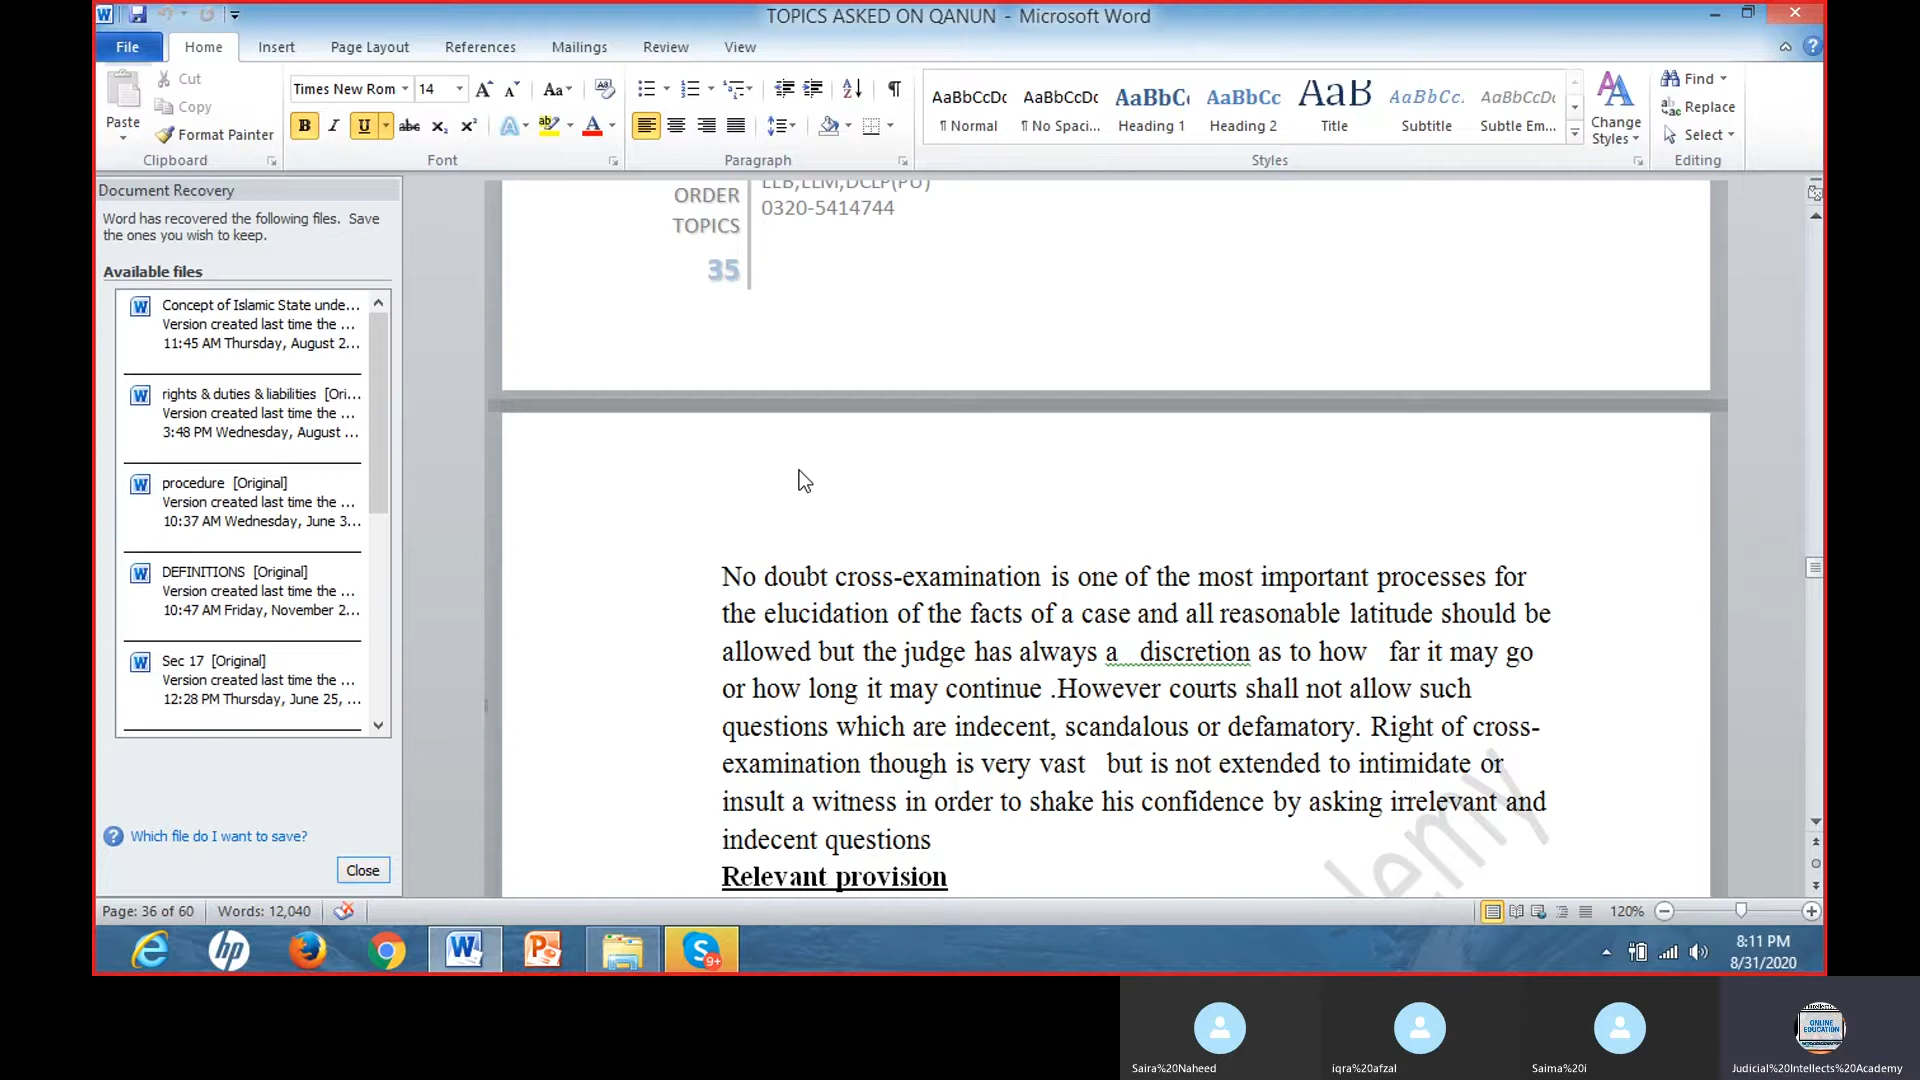 TOPICS ASKED ON QANUN - Microsoft Word
File Home Insert Page Layout References Mailings Review View
Paste
Cut
Copy
Format Painter
Clipboard
Times New Rom 14
Font
Paragraph
AaBbCcDc AaBbCcDc AaBbC AaBbCc AaB AaBbCc. AaBbCcDc
¶ Normal ¶ No Spaci... Heading 1 Heading 2 Title Subtitle Subtle Em...
Styles
Change
Styles
Find
Replace
Select
Editing
Document Recovery
Word has recovered the following files. Save
the ones you wish to keep.
Available files
Concept of Islamic State unde...
Version created last time the ...
11:45 AM Thursday, August 2...
rights & duties & liabilities [Ori...
Version created last time the ...
3:48 PM Wednesday, August ...
procedure [Original]
Version created last time the ...
10:37 AM Wednesday, June 3...
DEFINITIONS [Original]
Version created last time the ...
10:47 AM Friday, November 2...
Sec 17 [Original]
Version created last time the ...
12:28 PM Thursday, June 25, ...
Which file do I want to save?
Close
ORDER
TOPICS
35
LLB,LLM,DCLP(PU)
0320-5414744
No doubt cross-examination is one of the most important processes for
the elucidation of the facts of a case and all reasonable latitude should be
allowed but the judge has always a discretion as to how far it may go
or how long it may continue .However courts shall not allow such
questions which are indecent, scandalous or defamatory. Right of cross-
examination though is very vast but is not extended to intimidate or
insult a witness in order to shake his confidence by asking irrelevant and
indecent questions
Relevant provision
Page: 36 of 60 Words: 12,040
120%
8:11 PM
8/31/2020
Saira%20Naheed
iqra%20afzal
Saima%20i
ONLINE
EDUCATION
Judicial%20Intellects%20Academy